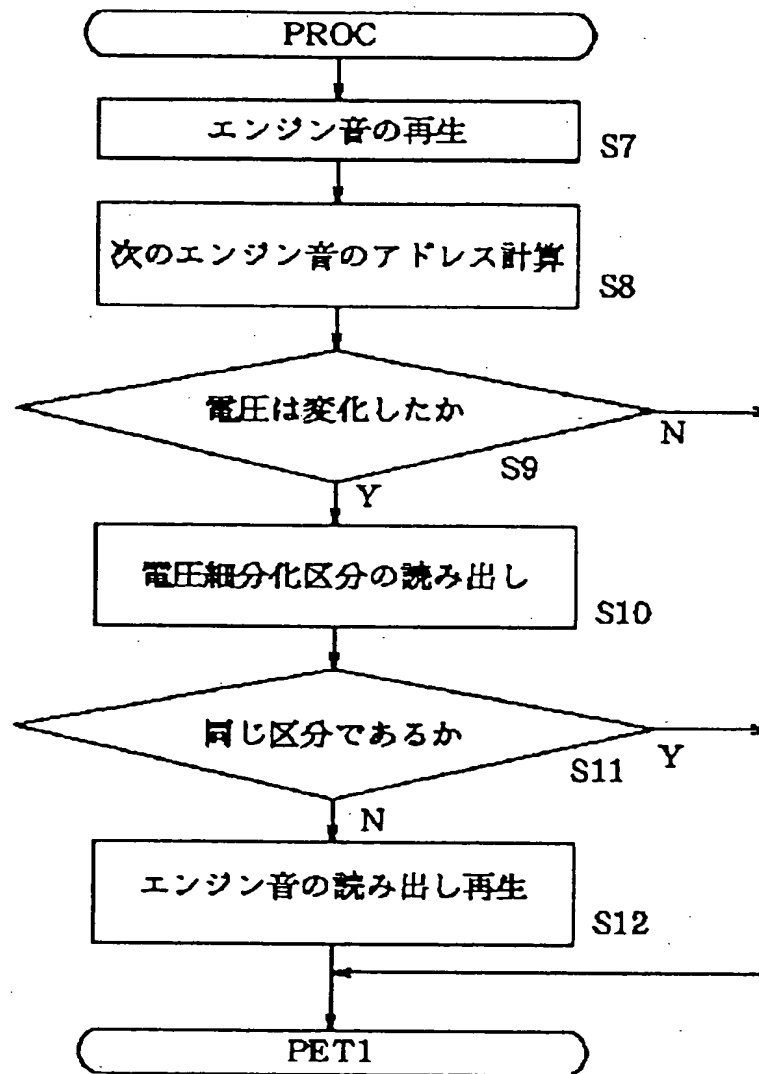 PROC
エンジン音の再生
S7
次のエンジン音のアドレス計算
S8
電圧は変化したか
N
S9
Y
電圧細分化区分の読み出し
S10
同じ区分であるか
Y
S11
N
エンジン音の読み出し再生
S12
PET1